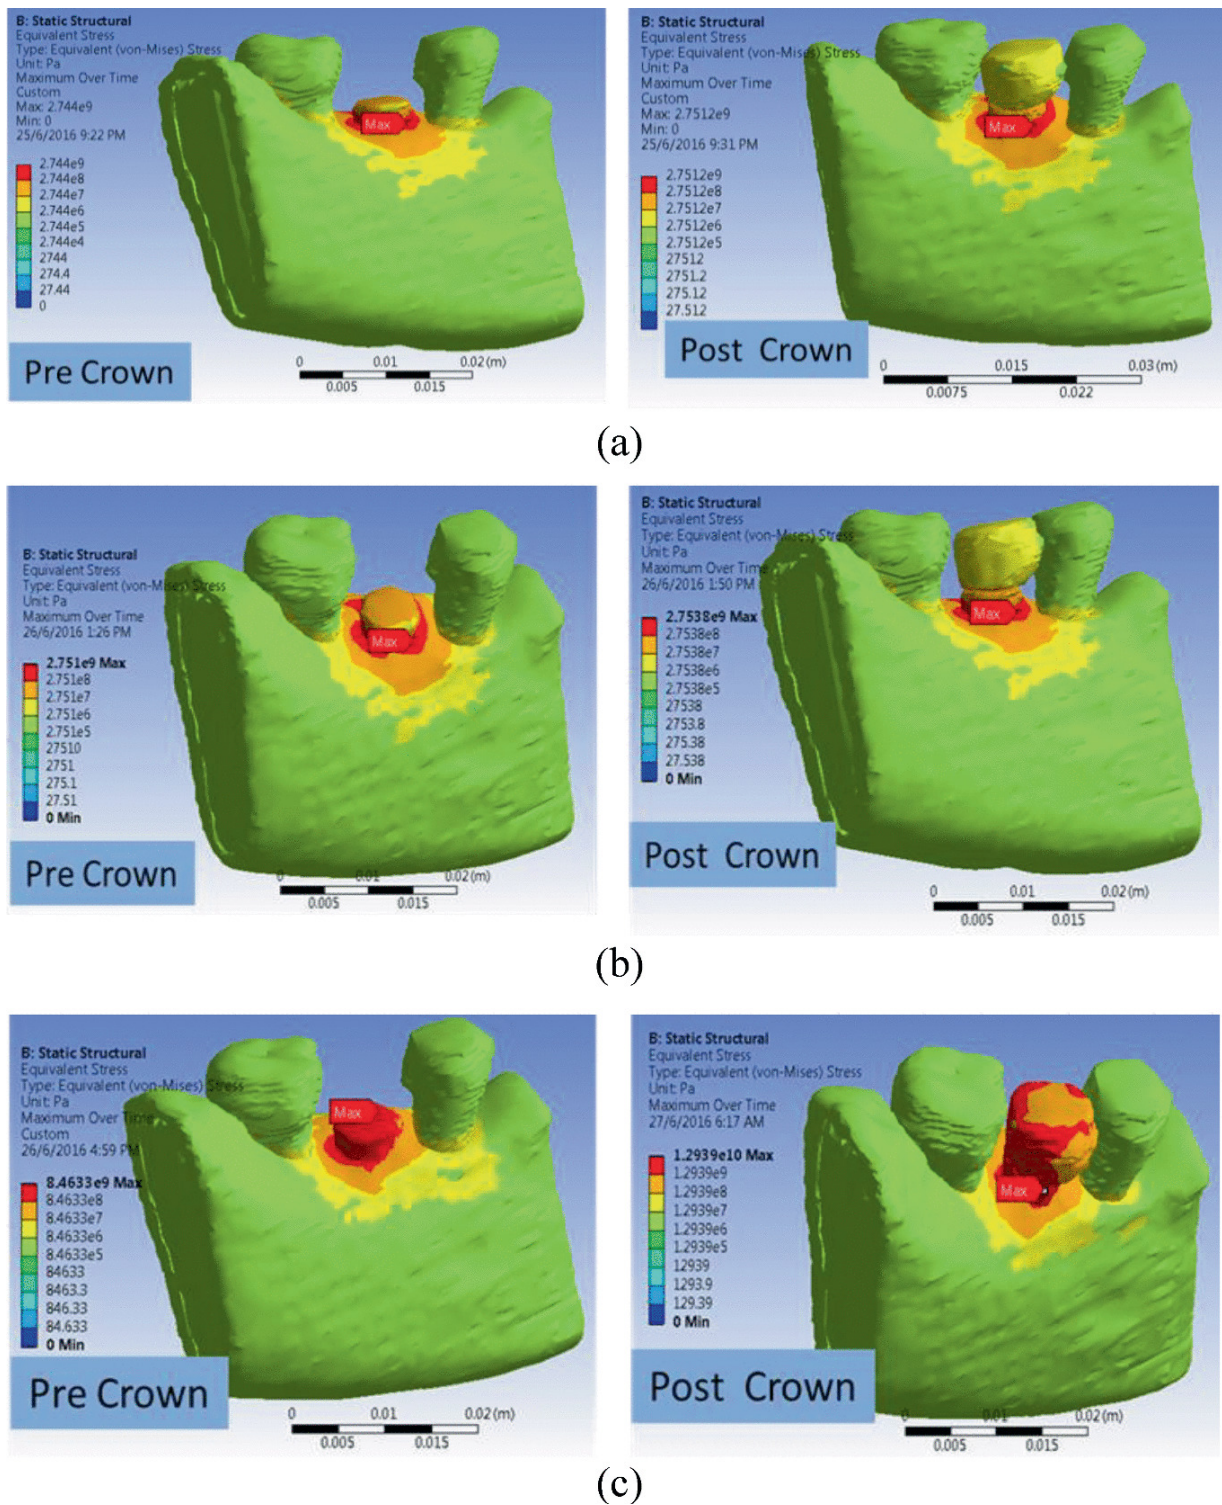 B: Static Structural
Equivalent Stress
Type: Equivalent (von-Mises) Stress
Unit: Pa
Maximum Over Time
Custom
Max: 2.744e9
Min: 0
25/6/2016 9:22 PM
2.744e9
2.744e8
2.744e7
2.744e6
2.744e5
2.744e4
2744
274.4
27.44
0
Max
Pre Crown
0 0.01 0.02 (m)
0.005 0.015
B: Static Structural
Equivalent Stress
Type: Equivalent (von-Mises) Stress
Unit: Pa
Maximum Over Time
Custom
Max: 2.7512e9
Min: 0
25/6/2016 9:31 PM
2.7512e9
2.7512e8
2.7512e7
2.7512e6
2.7512e5
27512
2751.2
275.12
27.512
Max
Post Crown
0 0.015 0.03 (m)
0.0075 0.022
(a)
B: Static Structural
Equivalent Stress
Type: Equivalent (von-Mises) Stress
Unit: Pa
Maximum Over Time
26/6/2016 1:26 PM
2.751e9 Max
2.751e8
2.751e7
2.751e6
2.751e5
27510
2751
275.1
27.51
0 Min
Max
Pre Crown
0 0.01 0.02 (m)
0.005 0.015
B: Static Structural
Equivalent Stress
Type: Equivalent (von-Mises) Stress
Unit: Pa
Maximum Over Time
26/6/2016 1:50 PM
2.7538e9 Max
2.7538e8
2.7538e7
2.7538e6
2.7538e5
27538
2753.8
275.38
27.538
0 Min
Max
Post Crown
0 0.01 0.02 (m)
0.005 0.015
(b)
B: Static Structural
Equivalent Stress
Type: Equivalent (von-Mises) Stress
Unit: Pa
Maximum Over Time
Custom
26/6/2016 4:59 PM
8.4633e9 Max
8.4633e8
8.4633e7
8.4633e6
8.4633e5
84633
8463.3
846.33
84.633
0 Min
Max
Pre Crown
0 0.01 0.02 (m)
0.005 0.015
B: Static Structural
Equivalent Stress
Type: Equivalent (von-Mises) Stress
Unit: Pa
Maximum Over Time
27/6/2016 6:17 AM
1.2939e10 Max
1.2939e9
1.2939e8
1.2939e7
1.2939e6
1.2939e5
12939
1293.9
129.39
0 Min
Max
Post Crown
0 0.01 0.02 (m)
0.005 0.015
(c)